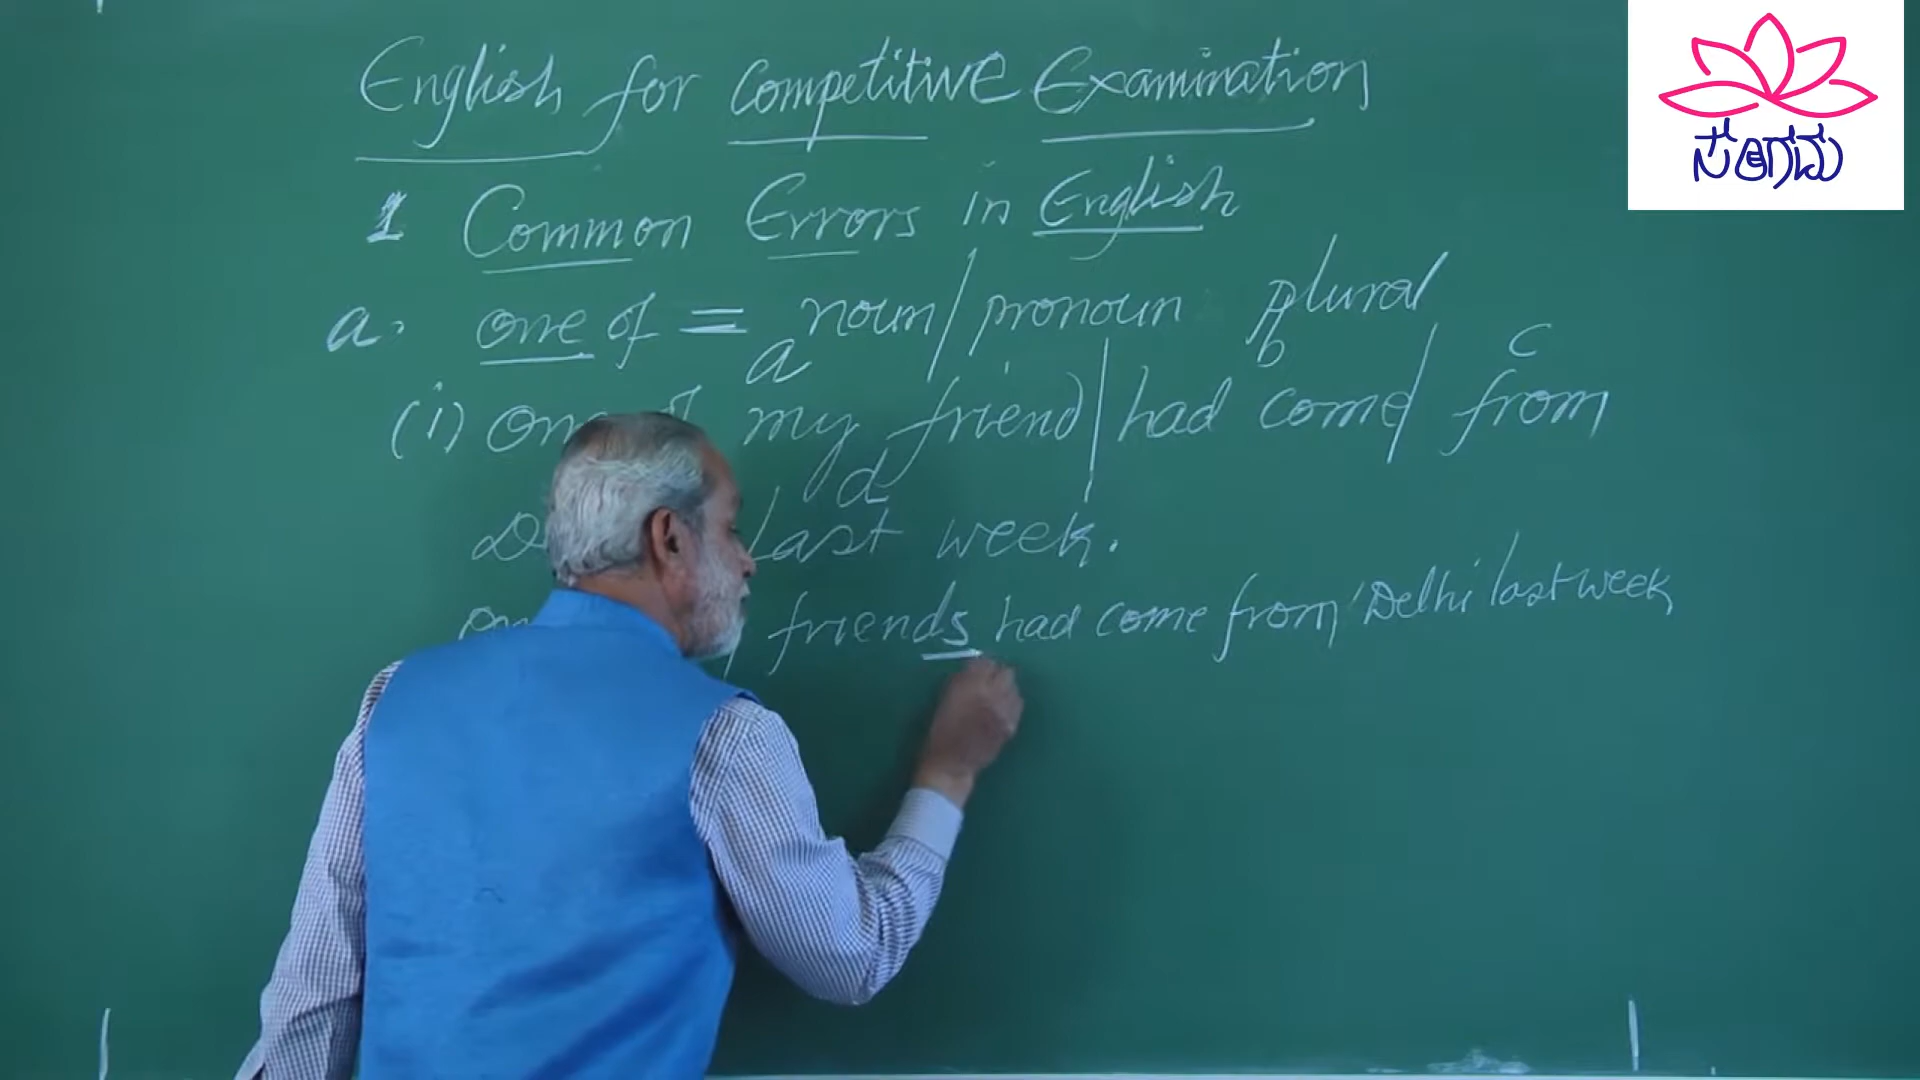 English for Competitive Examination
ಸಂಗಮ
1 Common Errors in English
a. one of = noun/pronoun plural
a b c
(i) One of my friend/had come/from
d
last week.
friends had come from Delhi last week